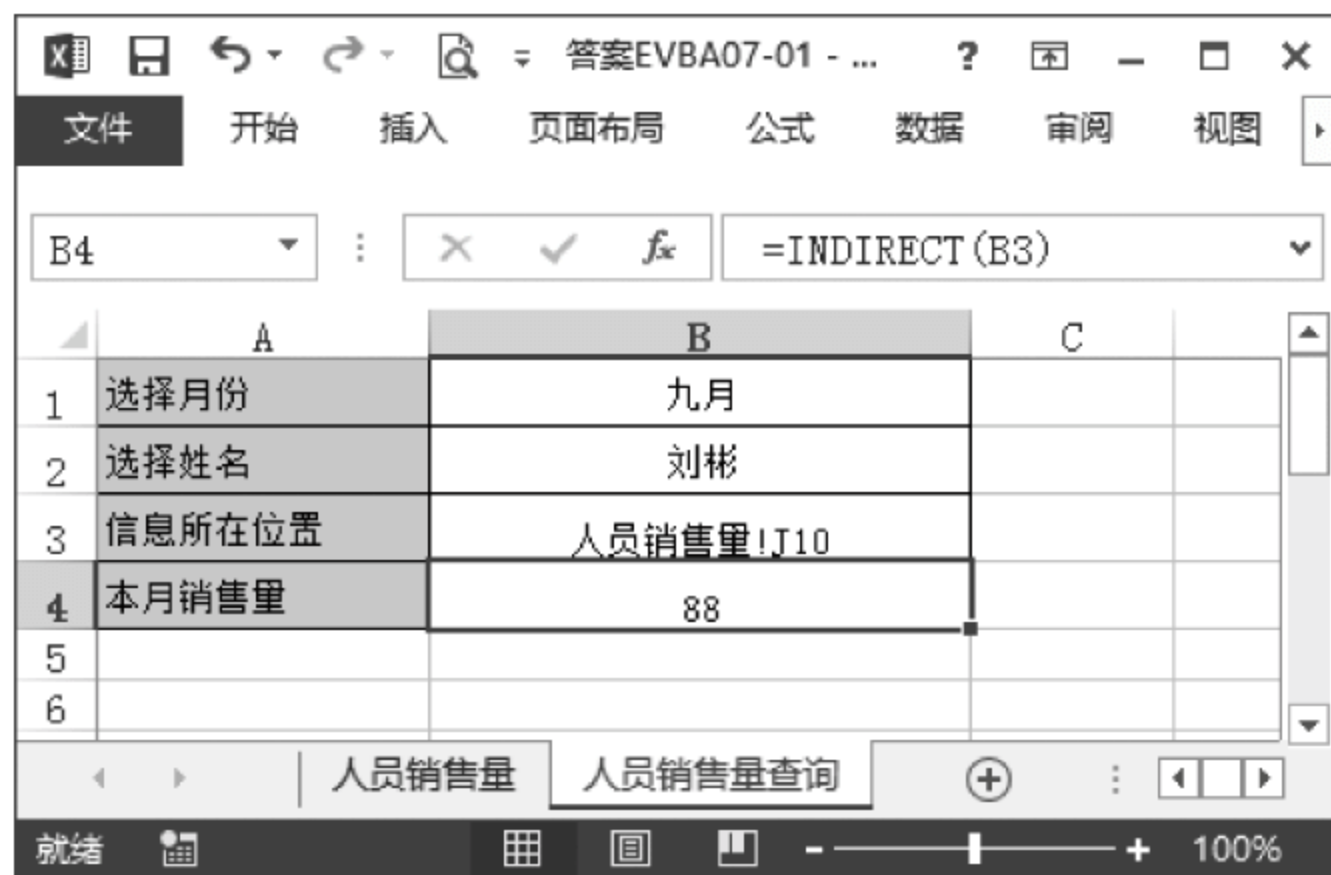 答案EVBA07-01 - ... ?
文件 开始 插入 页面布局 公式 数据 审阅 视图
B4 fx =INDIRECT(B3)
A B C
1 选择月份 九月
2 选择姓名 刘彬
3 信息所在位置 人员销售量!J10
4 本月销售量 88
5
6
人员销售量 人员销售量查询
就绪 100%